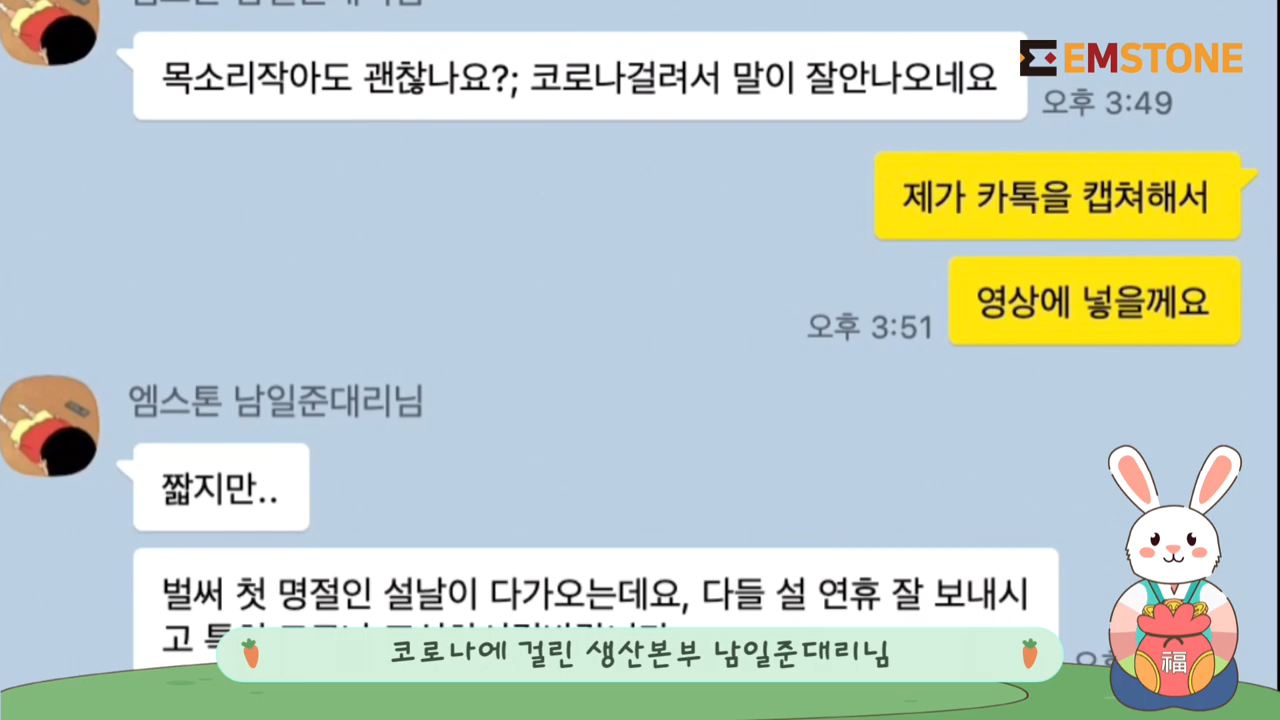 EMSTONE
목소리작아도 괜찮나요?; 코로나걸려서 말이 잘안나오네요
오후 3:49
제가 카톡을 캡쳐해서
영상에 넣을께요
오후 3:51
엠스톤 남일준대리님
짧지만..
벌써 첫 명절인 설날이 다가오는데요, 다들 설 연휴 잘 보내시
고
코로나에 걸린 생산본부 남일준대리님
福